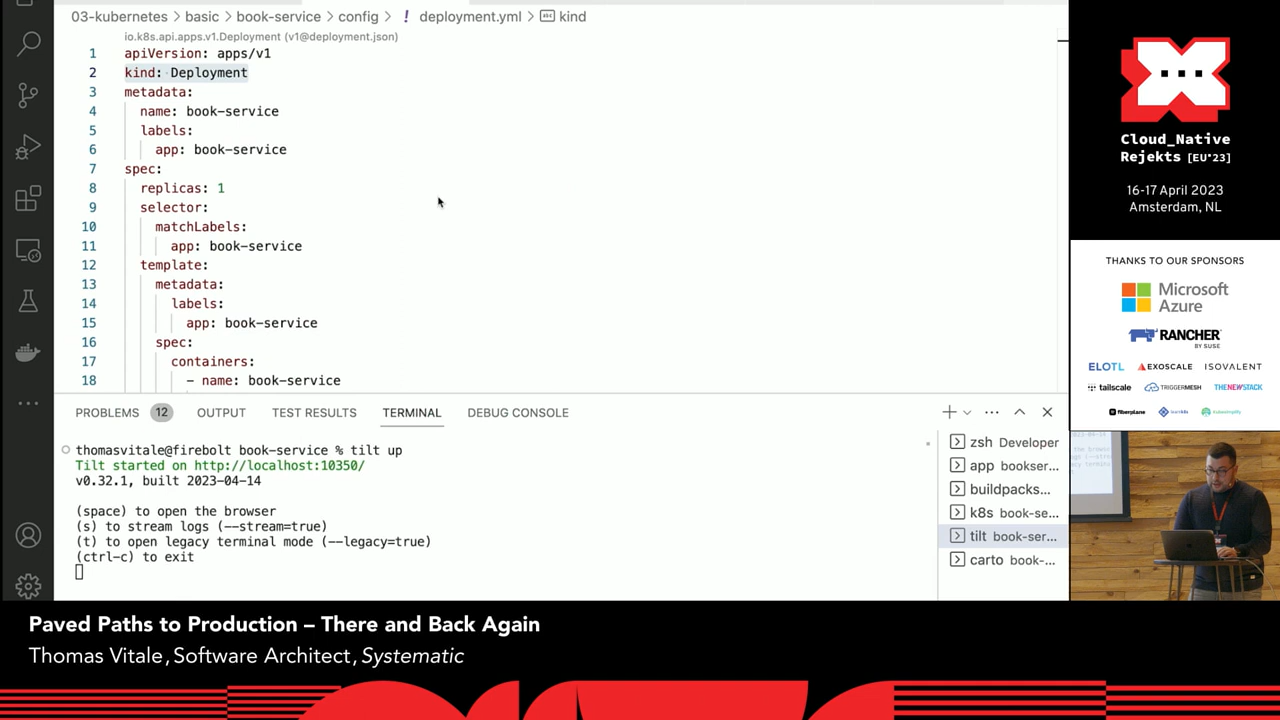 03-kubernetes > basic > book-service > config > ! deployment.yml > abc kind
io.k8s.api.apps.v1.Deployment (v1@deployment.json)
1 apiVersion: apps/v1
2 kind: Deployment
3 metadata:
4 name: book-service
5 labels:
6 app: book-service
7 spec:
8 replicas: 1
9 selector:
10 matchLabels:
11 app: book-service
12 template:
13 metadata:
14 labels:
15 app: book-service
16 spec:
17 containers:
18 - name: book-service
PROBLEMS 12 OUTPUT TEST RESULTS TERMINAL DEBUG CONSOLE
thomasvitale@firebolt book-service % tilt up
Tilt started on http://localhost:10350/
v0.32.1, built 2023-04-14
(space) to open the browser
(s) to stream logs (--stream=true)
(t) to open legacy terminal mode (--legacy=true)
(ctrl-c) to exit
zsh Developer
app bookser...
buildpacks...
k8s book-se...
tilt book-ser...
carto book-...
Cloud_Native
Rejekts [EU'23]
16-17 April 2023
Amsterdam, NL
THANKS TO OUR SPONSORS
Microsoft
Azure
RANCHER
BY SUSE
ELOTL EXOSCALE ISOVALENT
tailscale TRIGGERMESH THENEWSTACK
fiberplane kubesimplify
Paved Paths to Production – There and Back Again
Thomas Vitale, Software Architect, Systematic